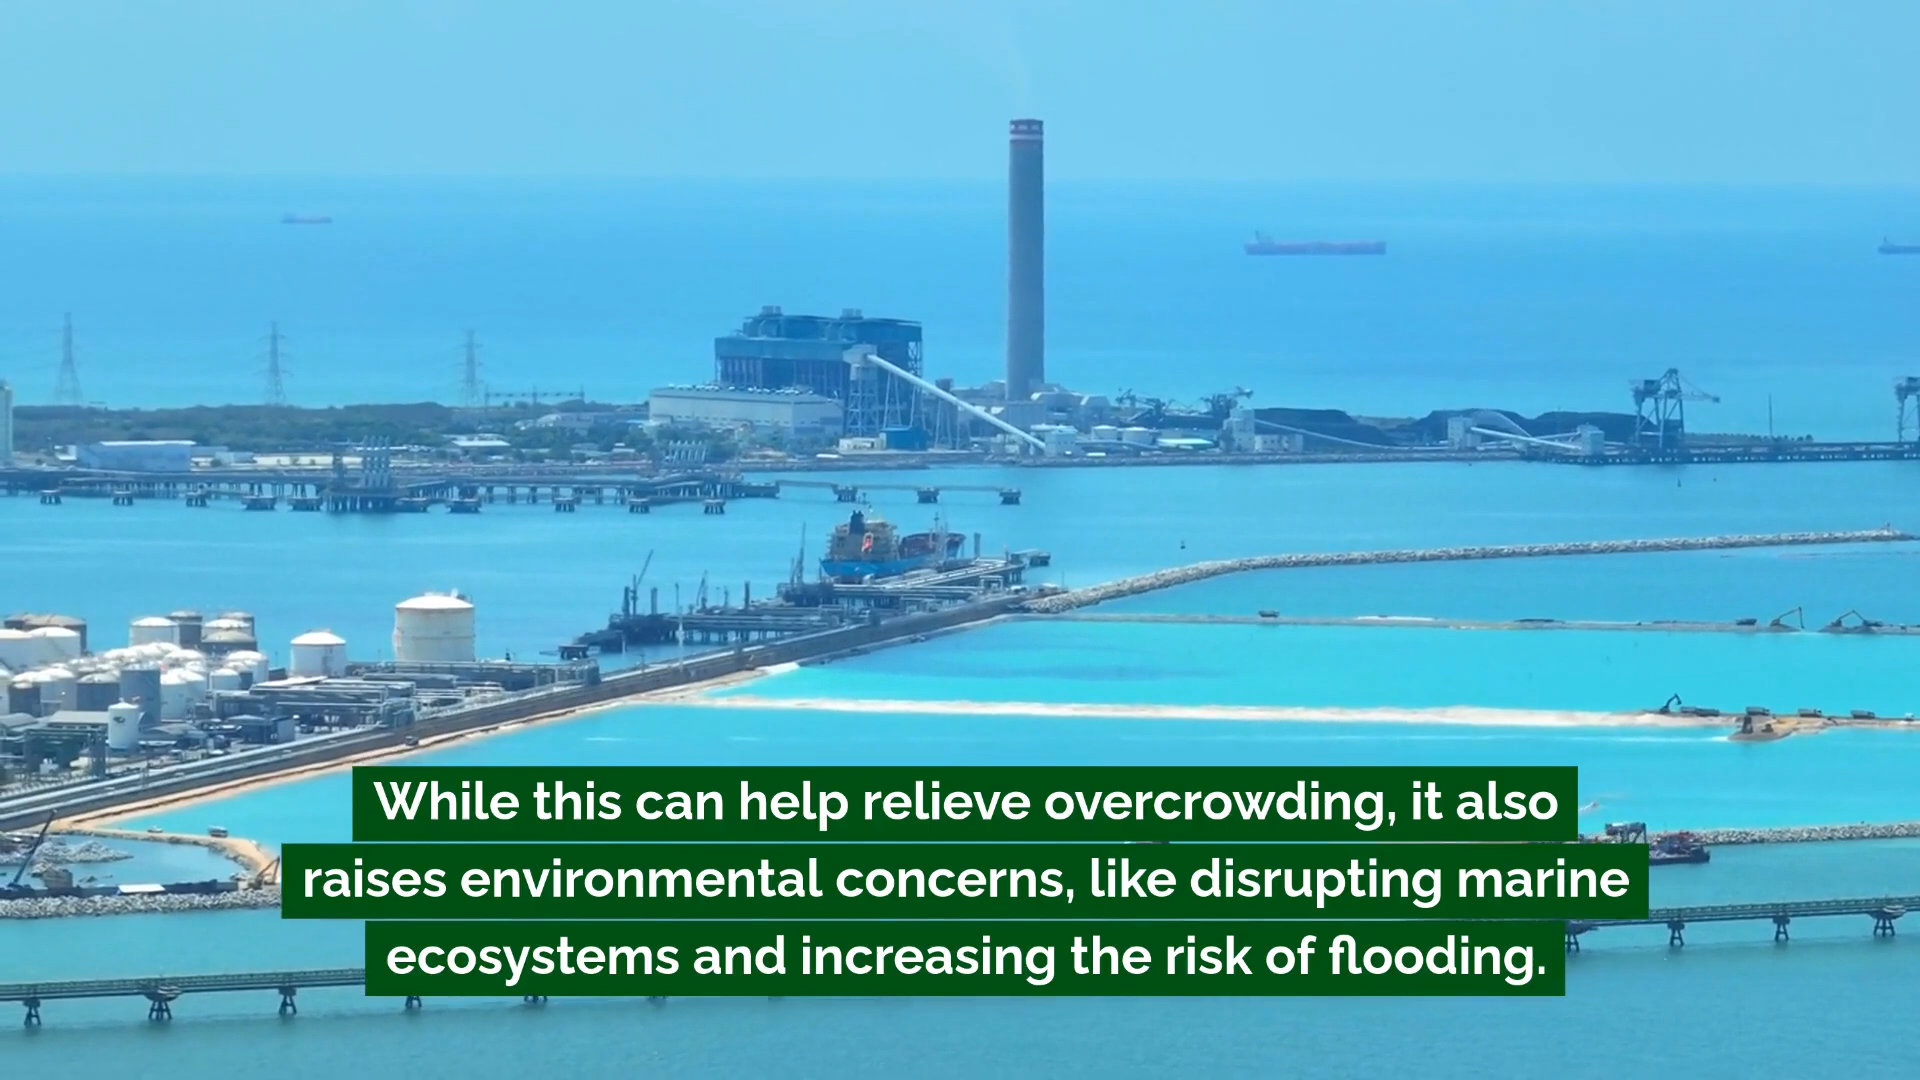 While this can help relieve overcrowding, it also
raises environmental concerns, like disrupting marine
ecosystems and increasing the risk of flooding.